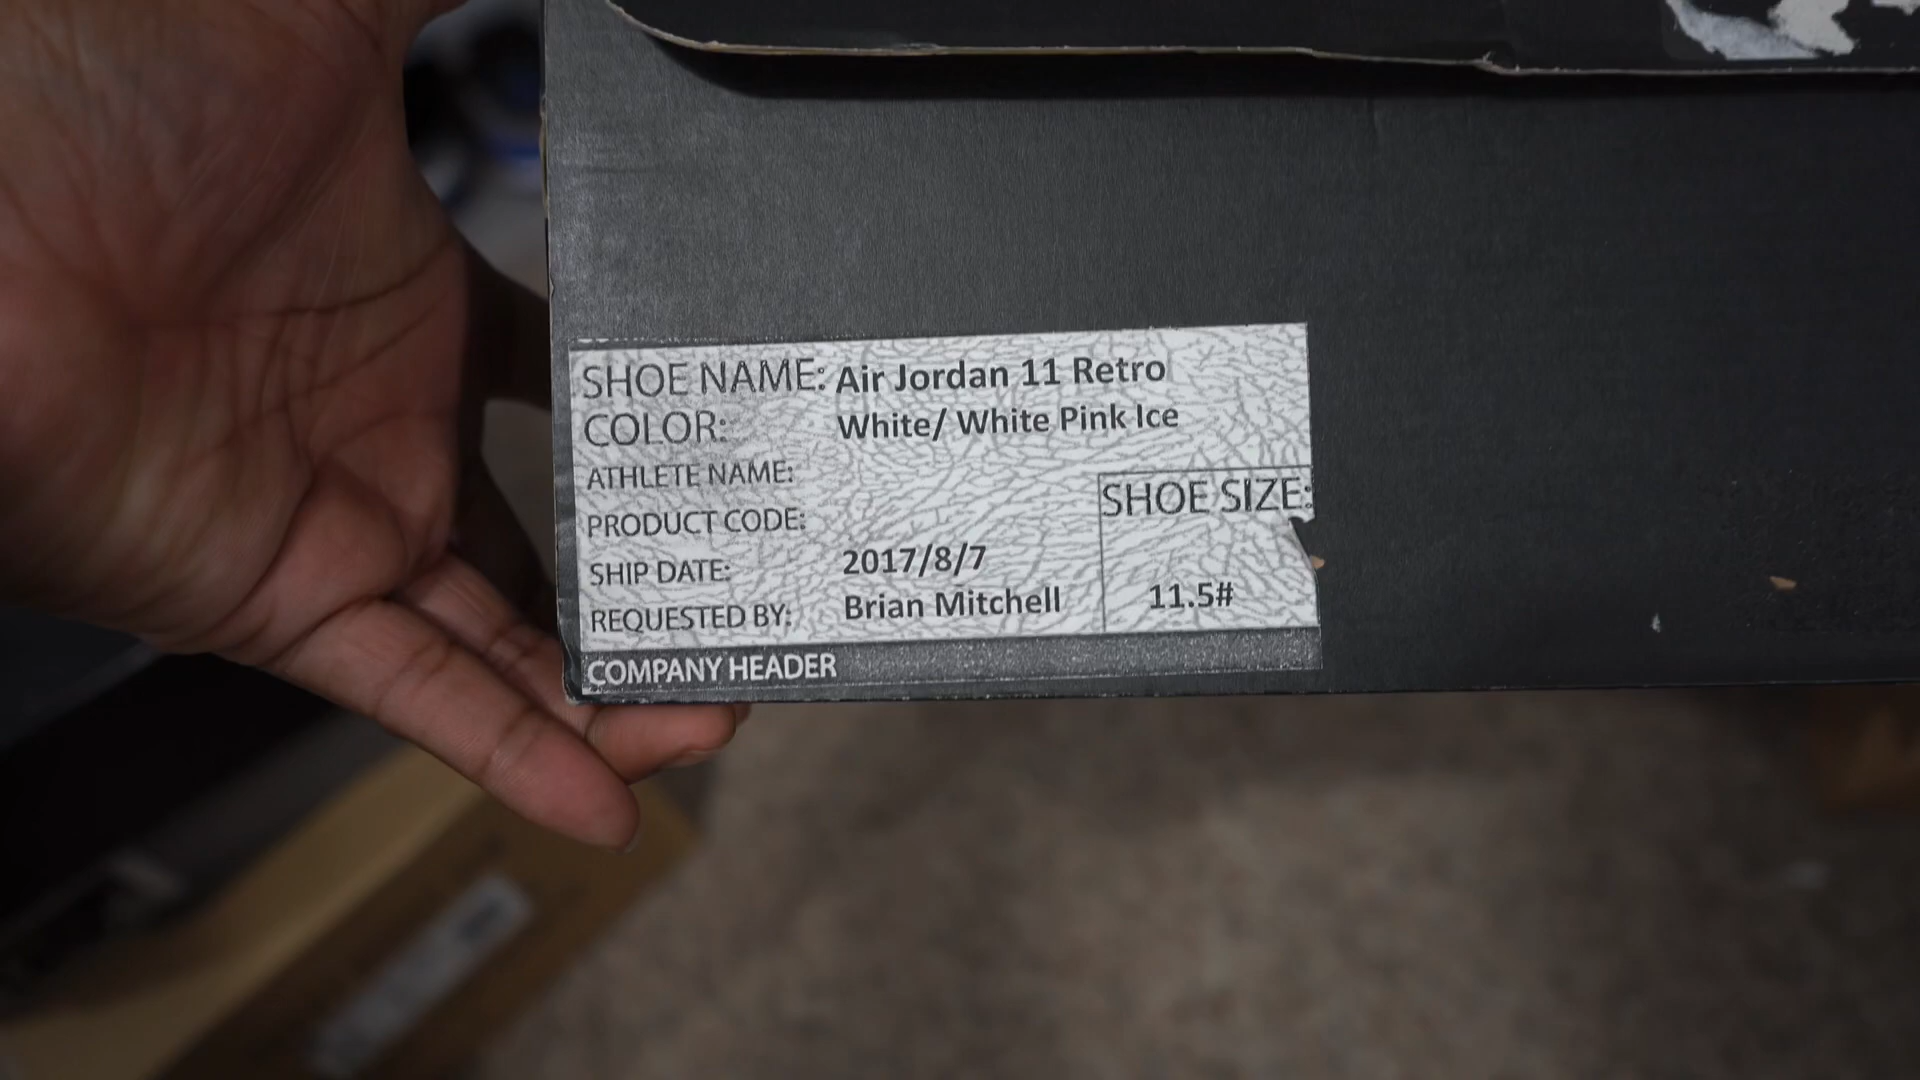 SHOE NAME: Air Jordan 11 Retro
COLOR: White/ White Pink Ice
ATHLETE NAME:
PRODUCT CODE:
SHIP DATE: 2017/8/7
REQUESTED BY: Brian Mitchell
SHOE SIZE:
11.5#
COMPANY HEADER